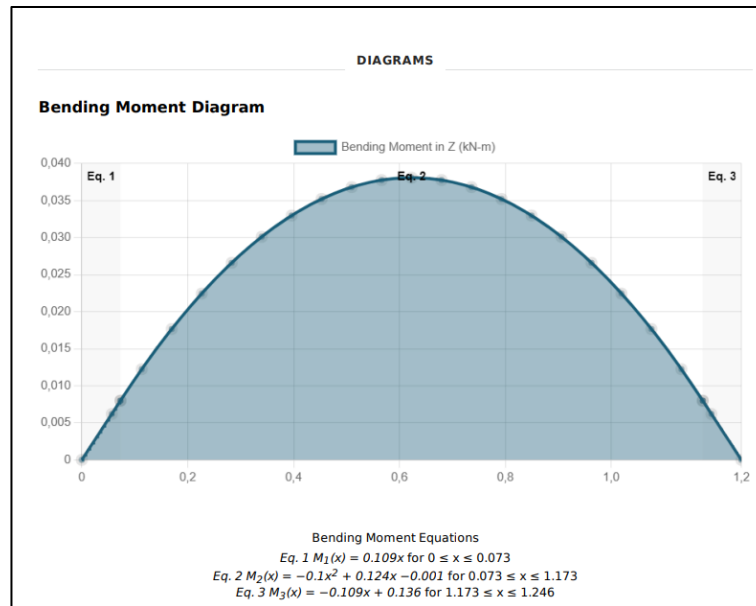 DIAGRAMS
Bending Moment Diagram
Bending Moment in Z (kN-m)
0,040
Eq. 1
Eq. 2
Eq. 3
0,035
0,030
0,025
0,020
0,015
0,010
0,005
0
0
0,2
0,4
0,6
0,8
1,0
1,2
Bending Moment Equations
Eq. 1 M₁(x) = 0.109x for 0 ≤ x ≤ 0.073
Eq. 2 M₂(x) = −0.1x² + 0.124x −0.001 for 0.073 ≤ x ≤ 1.173
Eq. 3 M₃(x) = −0.109x + 0.136 for 1.173 ≤ x ≤ 1.246